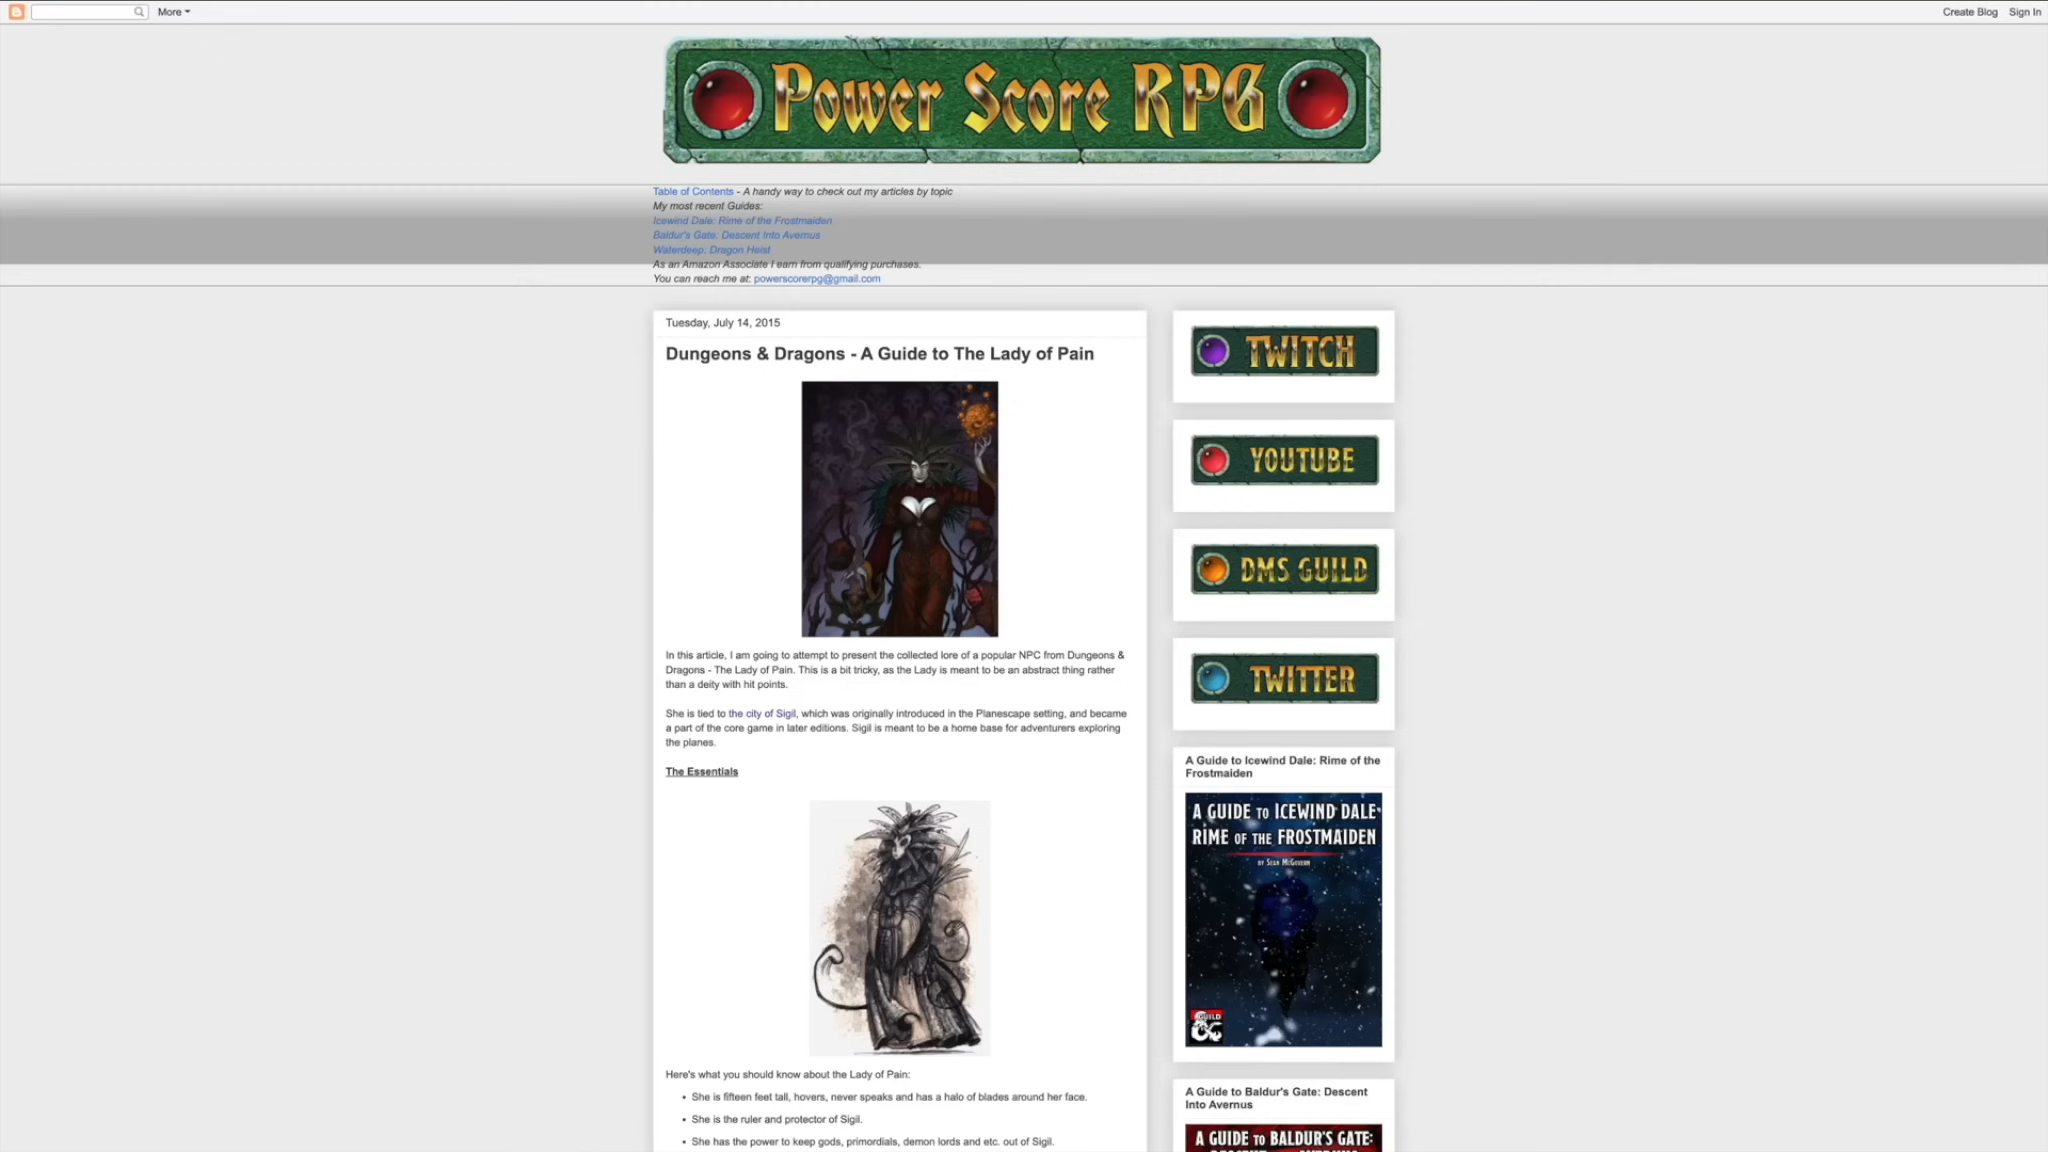 More
Create Blog Sign In
Power Score RPG
Table of Contents - A handy way to check out my articles by topic
My most recent Guides:
Icewind Dale: Rime of the Frostmaiden
Baldur's Gate: Descent Into Avernus
Waterdeep: Dragon Heist
As an Amazon Associate I earn from qualifying purchases.
You can reach me at: powerscorerpg@gmail.com
Tuesday, July 14, 2015
Dungeons & Dragons - A Guide to The Lady of Pain
In this article, I am going to attempt to present the collected lore of a popular NPC from Dungeons &
Dragons - The Lady of Pain. This is a bit tricky, as the Lady is meant to be an abstract thing rather
than a deity with hit points.
She is tied to the city of Sigil, which was originally introduced in the Planescape setting, and became
a part of the core game in later editions. Sigil is meant to be a home base for adventurers exploring
the planes.
The Essentials
Here's what you should know about the Lady of Pain:
• She is fifteen feet tall, hovers, never speaks and has a halo of blades around her face.
• She is the ruler and protector of Sigil.
• She has the power to keep gods, primordials, demon lords and etc. out of Sigil.
TWITCH
YOUTUBE
DMS GUILD
TWITTER
A Guide to Icewind Dale: Rime of the
Frostmaiden
A GUIDE TO ICEWIND DALE:
RIME OF THE FROSTMAIDEN
BY SEAN MCGOVERN
GUILD
A Guide to Baldur's Gate: Descent
Into Avernus
A GUIDE TO BALDUR'S GATE: